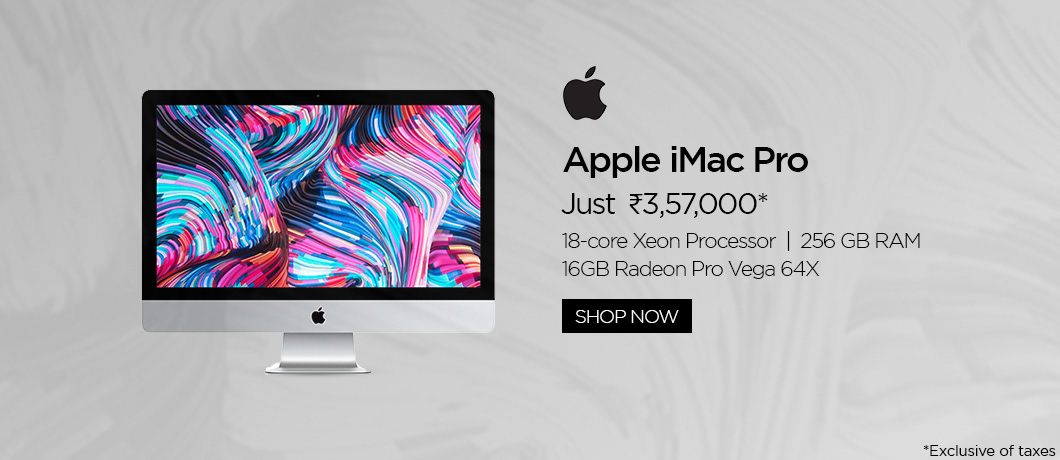 Apple iMac Pro
Just ₹3,57,000*
18-core Xeon Processor | 256 GB RAM
16GB Radeon Pro Vega 64X
SHOP NOW
*Exclusive of taxes